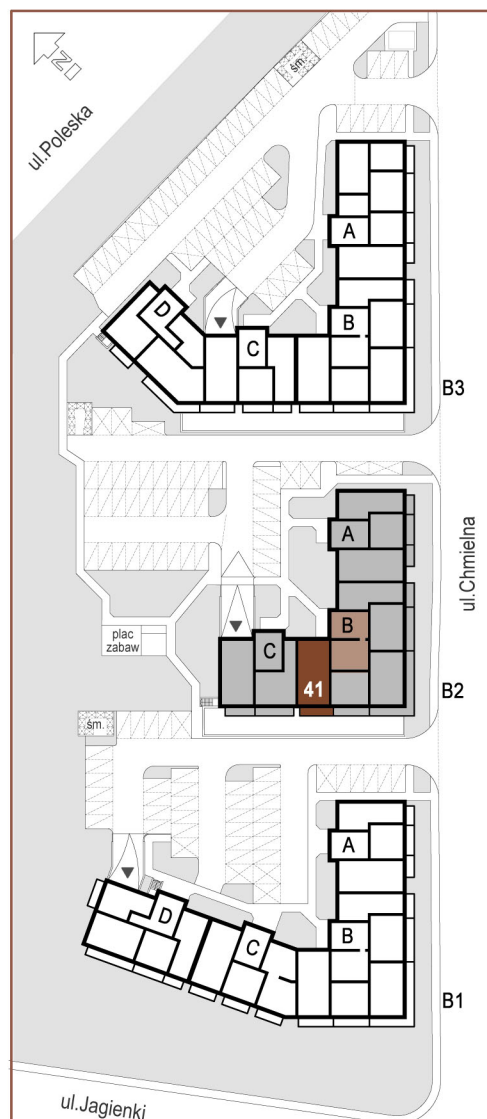 N
ul.Poleska
śm.
A
D
B
C
B3
ul.Chmielna
A
plac
zabaw
B
C
41
B2
śm.
A
D
B
C
B1
ul.Jagienki